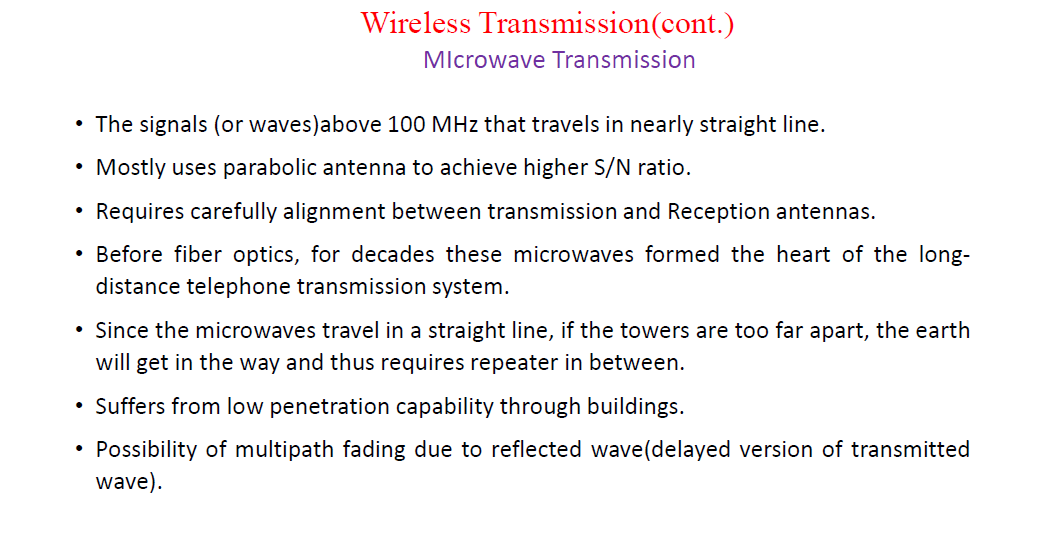 Wireless Transmission(cont.)
MIcrowave Transmission
• The signals (or waves)above 100 MHz that travels in nearly straight line.
• Mostly uses parabolic antenna to achieve higher S/N ratio.
• Requires carefully alignment between transmission and Reception antennas.
• Before fiber optics, for decades these microwaves formed the heart of the long-
distance telephone transmission system.
• Since the microwaves travel in a straight line, if the towers are too far apart, the earth
will get in the way and thus requires repeater in between.
• Suffers from low penetration capability through buildings.
• Possibility of multipath fading due to reflected wave(delayed version of transmitted
wave).